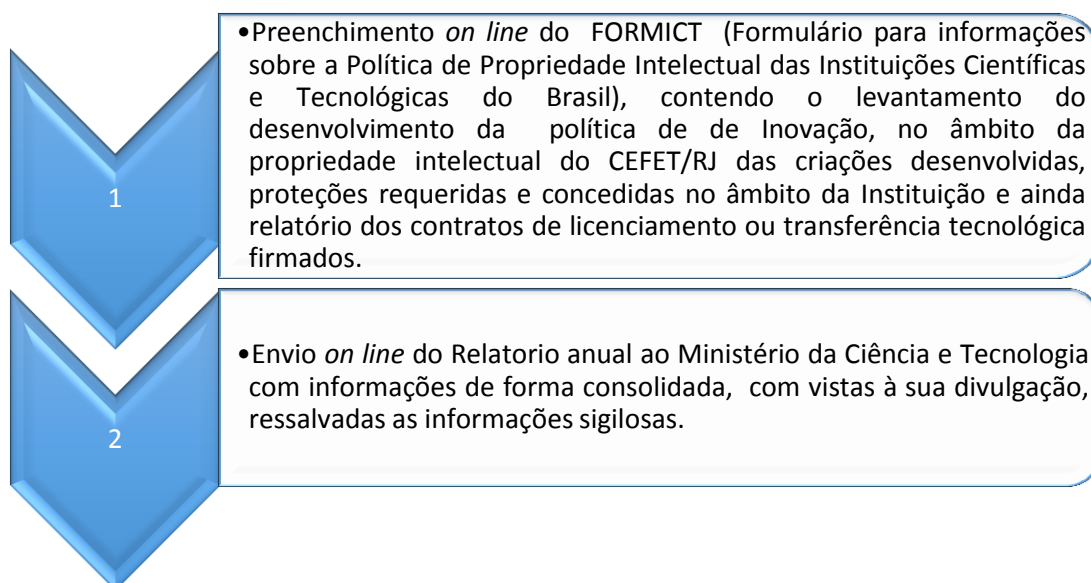 1
•Preenchimento on line do FORMICT (Formulário para informações
sobre a Política de Propriedade Intelectual das Instituições Científicas
e Tecnológicas do Brasil), contendo o levantamento do
desenvolvimento da política de de Inovação, no âmbito da
propriedade intelectual do CEFET/RJ das criações desenvolvidas,
proteções requeridas e concedidas no âmbito da Instituição e ainda
relatório dos contratos de licenciamento ou transferência tecnológica
firmados.
2
•Envio on line do Relatorio anual ao Ministério da Ciência e Tecnologia
com informações de forma consolidada, com vistas à sua divulgação,
ressalvadas as informações sigilosas.